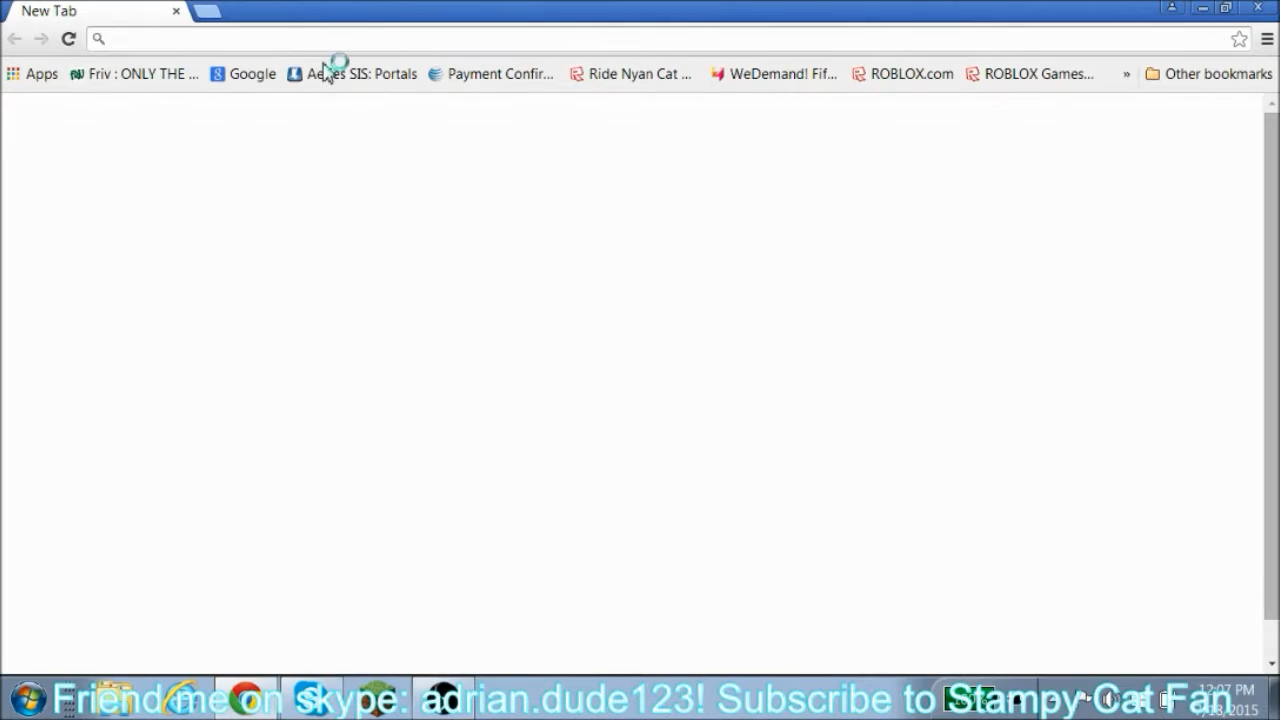 New Tab
Apps Friv : ONLY THE ... Google Aeries SIS: Portals Payment Confir... Ride Nyan Cat ... WeDemand! Fif... ROBLOX.com ROBLOX Games... » Other bookmarks
12:07 PM
Friend me on skype: adrian.dude123! Subscribe to Stampy Cat Fan